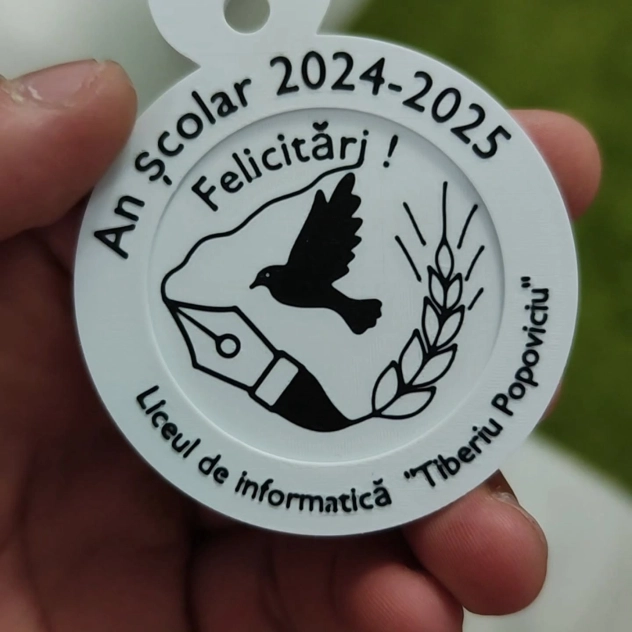 An Școlar 2024-2025
Felicitări !
Liceul de informatică "Tiberiu Popoviciu"